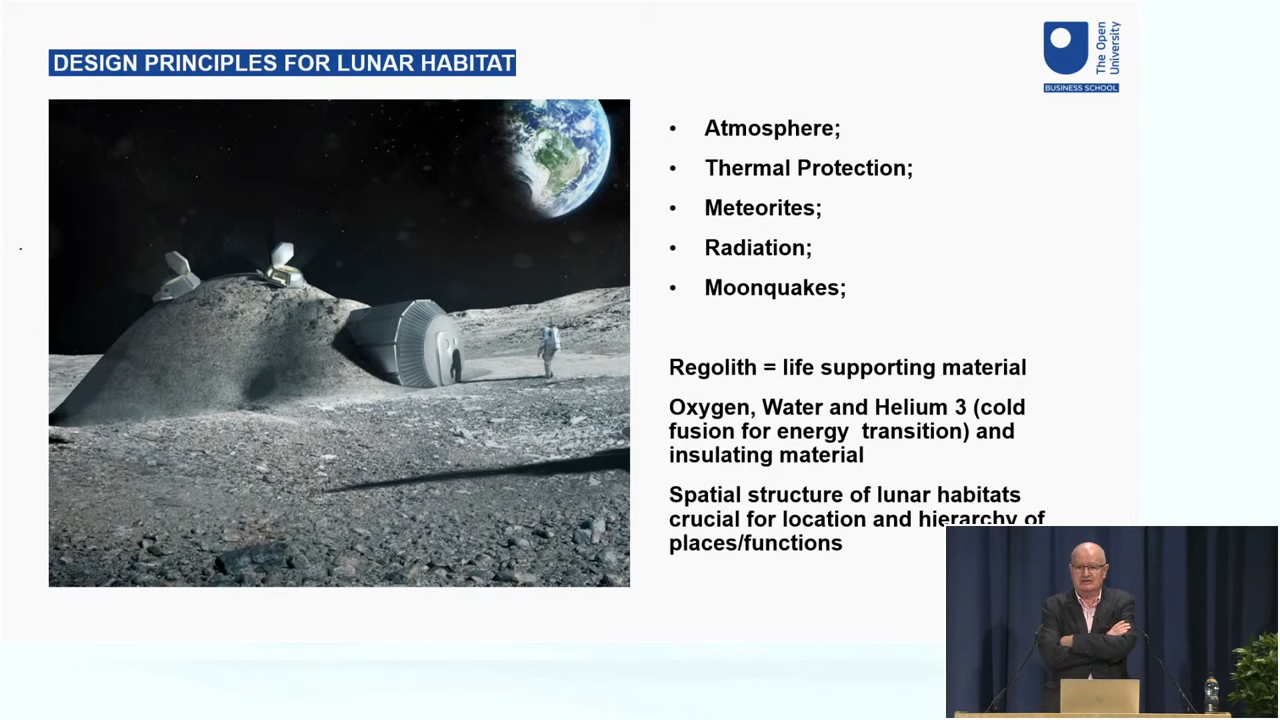 DESIGN PRINCIPLES FOR LUNAR HABITAT
The Open
University
BUSINESS SCHOOL
• Atmosphere;
• Thermal Protection;
• Meteorites;
• Radiation;
• Moonquakes;
Regolith = life supporting material
Oxygen, Water and Helium 3 (cold
fusion for energy transition) and
insulating material
Spatial structure of lunar habitats
crucial for location and hierarchy of
places/functions